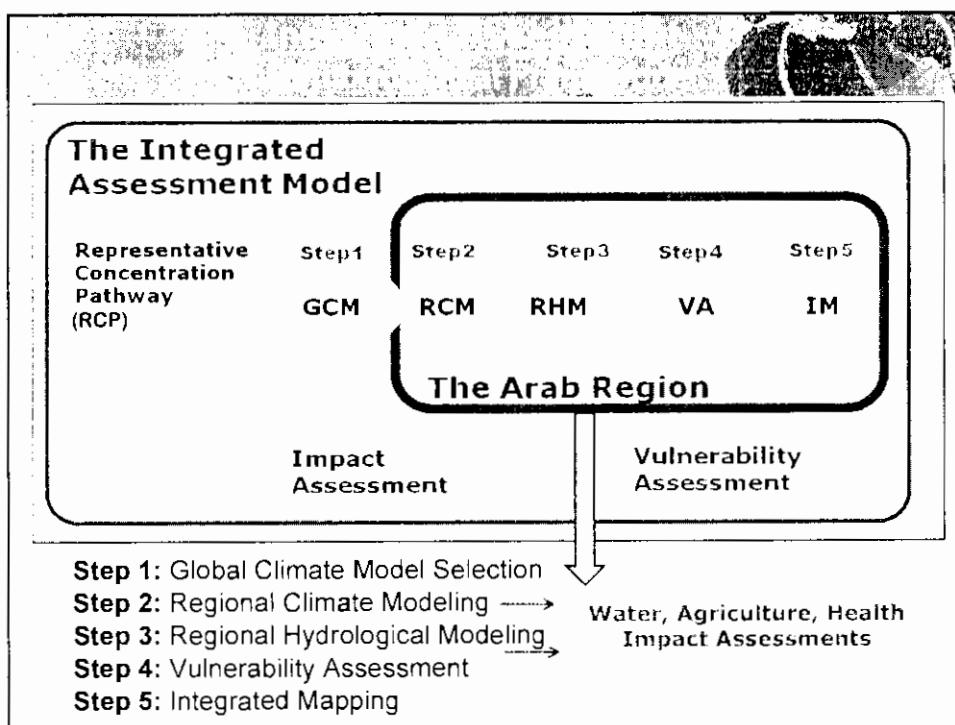 The Integrated
Assessment Model
Representative
Concentration
Pathway
(RCP)
Step1
GCM
Step2
RCM
Step3
RHM
Step4
VA
Step5
IM
The Arab Region
Impact
Assessment
Vulnerability
Assessment
Step 1: Global Climate Model Selection
Step 2: Regional Climate Modeling
Step 3: Regional Hydrological Modeling
Step 4: Vulnerability Assessment
Step 5: Integrated Mapping
Water, Agriculture, Health
Impact Assessments